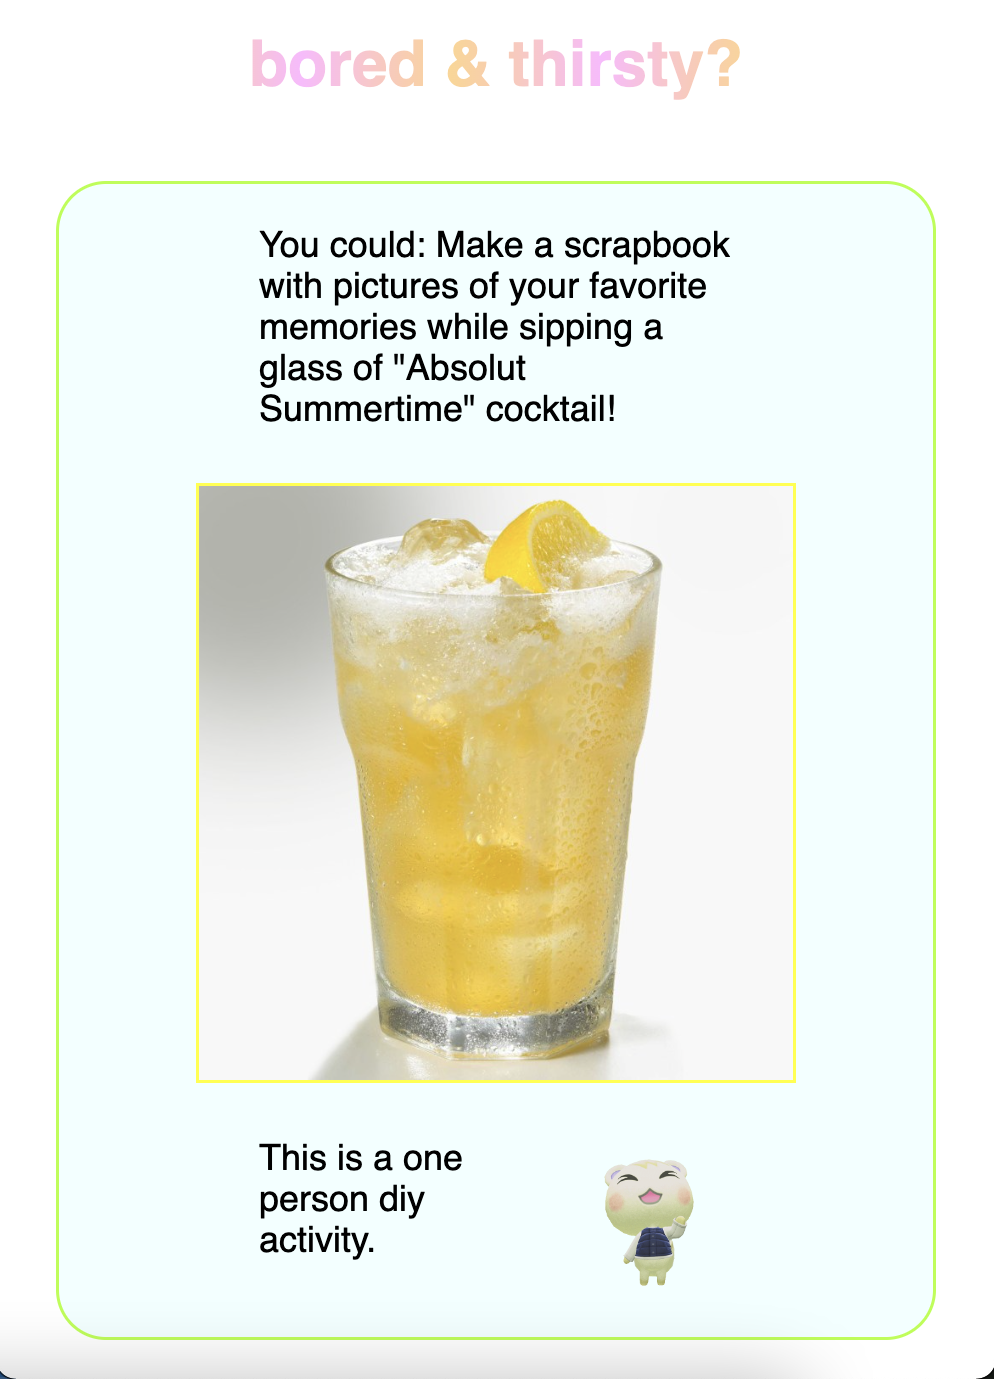 bored & thirsty?
You could: Make a scrapbook
with pictures of your favorite
memories while sipping a
glass of "Absolut
Summertime" cocktail!
This is a one
person diy
activity.